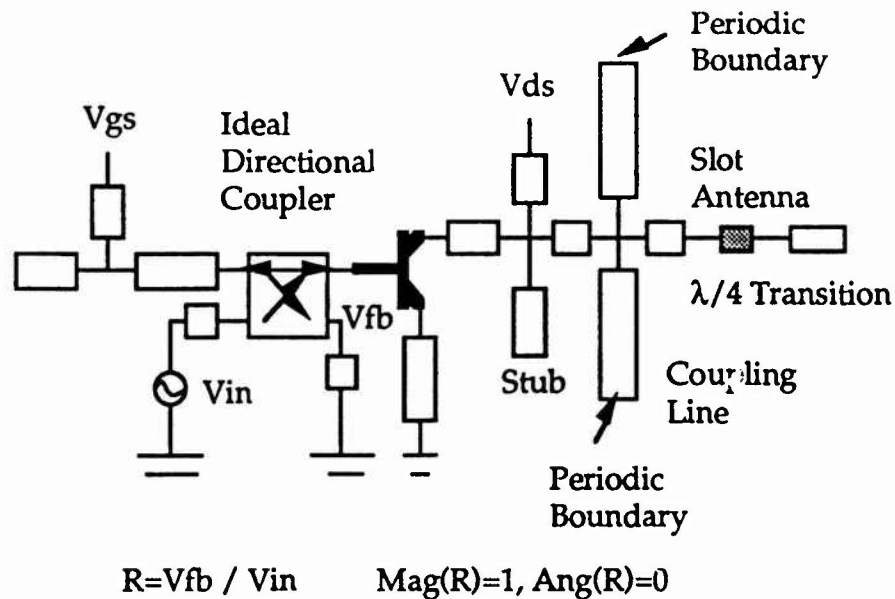 Periodic
Boundary
Vds
Vgs
Ideal
Directional
Coupler
Slot
Antenna
λ/4 Transition
Vfb
Vin
Stub
Coupling
Line
Periodic
Boundary
R=Vfb / Vin Mag(R)=1, Ang(R)=0